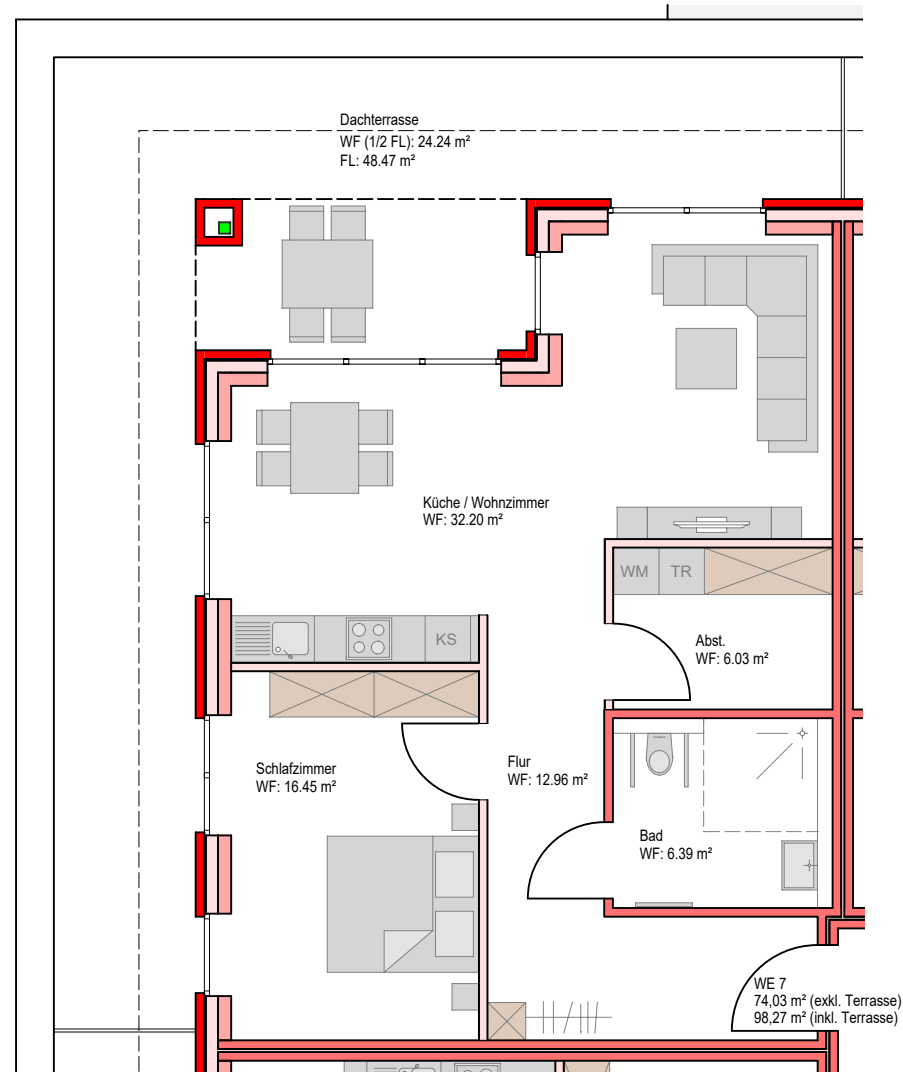 Dachterrasse
WF (1/2 FL): 24.24 m²
FL: 48.47 m²
Küche / Wohnzimmer
WF: 32.20 m²
WM TR
KS
Abst.
WF: 6.03 m²
Schlafzimmer
WF: 16.45 m²
Flur
WF: 12.96 m²
Bad
WF: 6.39 m²
WE 7
74,03 m² (exkl. Terrasse)
98,27 m² (inkl. Terrasse)